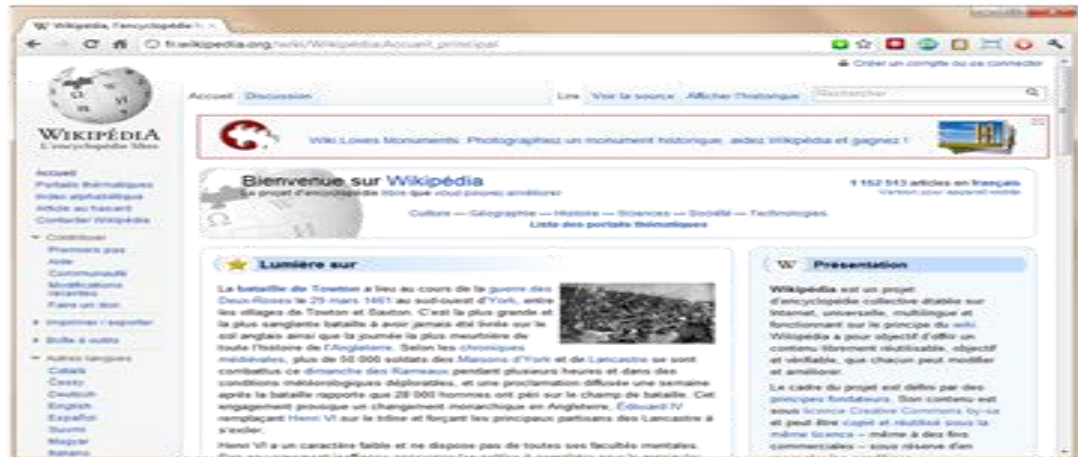 Wikipédia, l'encyclopédie li
fr.wikipedia.org/wiki/Wikipédia:Accueil_principal
Créer un compte ou se connecter
Accueil Discussion Lire Voir la source Afficher l'historique Rechercher
WIKIPÉDIA
L'encyclopédie libre
Wiki Loves Monuments: Photographiez un monument historique, aidez Wikipédia et gagnez !
Accueil
Portails thématiques
Index alphabétique
Article au hasard
Contacter Wikipédia
Contribuer
Premiers pas
Aide
Communauté
Modifications
récentes
Faire un don
Imprimer / exporter
Boîte à outils
Autres langues
Català
Česky
Deutsch
English
Español
Suomi
Magyar
Italiano
Bienvenue sur Wikipédia
Le projet d'encyclopédie libre que vous pouvez améliorer
1 152 513 articles en français
Version pour appareil mobile
Culture — Géographie — Histoire — Sciences — Société — Technologies
Liste des portails thématiques
Lumière sur
La bataille de Towton a lieu au cours de la guerre des
Deux-Roses le 29 mars 1461 au sud-ouest d'York, entre
les villages de Towton et Saxton. C'est la plus grande et
la plus sanglante bataille à avoir jamais été livrée sur le
sol anglais ainsi que la journée la plus meurtrière de
toute l'histoire de l'Angleterre. Selon les chroniques
médiévales, plus de 50 000 soldats des Maisons d'York et de Lancastre se sont
combattus ce dimanche des Rameaux pendant plusieurs heures et dans des
conditions météorologiques déplorables, et une proclamation diffusée une semaine
après la bataille rapporte que 28 000 hommes ont péri sur le champ de bataille. Cet
engagement provoque un changement monarchique en Angleterre, Édouard IV
remplaçant Henri VI sur le trône et forçant les principaux partisans des Lancastre à
s'exiler.
Henri VI a un caractère faible et ne dispose pas de toutes ses facultés mentales.
W Présentation
Wikipédia est un projet
d'encyclopédie collective établie sur
Internet, universelle, multilingue et
fonctionnant sur le principe du wiki.
Wikipédia a pour objectif d'offrir un
contenu librement réutilisable, objectif
et vérifiable, que chacun peut modifier
et améliorer.
Le cadre du projet est défini par des
principes fondateurs. Son contenu est
sous licence Creative Commons by-sa
et peut être copié et réutilisé sous la
même licence – même à des fins
commerciales – sous réserve d'en